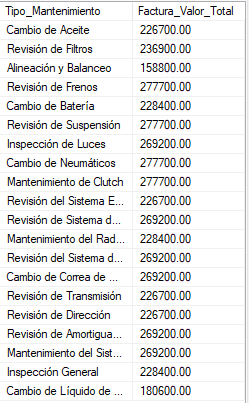 Tipo_Mantenimiento Factura_Valor_Total
Cambio de Aceite 226700.00
Revisión de Filtros 236900.00
Alineación y Balanceo 158800.00
Revisión de Frenos 277700.00
Cambio de Batería 228400.00
Revisión de Suspensión 277700.00
Inspección de Luces 269200.00
Cambio de Neumáticos 277700.00
Mantenimiento de Clutch 277700.00
Revisión del Sistema E... 226700.00
Revisión de Sistema d... 269200.00
Mantenimiento del Rad... 228400.00
Revisión del Sistema d... 269200.00
Cambio de Correa de ... 269200.00
Revisión de Transmisión 226700.00
Revisión de Dirección 226700.00
Revisión de Amortigua... 269200.00
Mantenimiento del Sist... 269200.00
Inspección General 228400.00
Cambio de Líquido de ... 180600.00